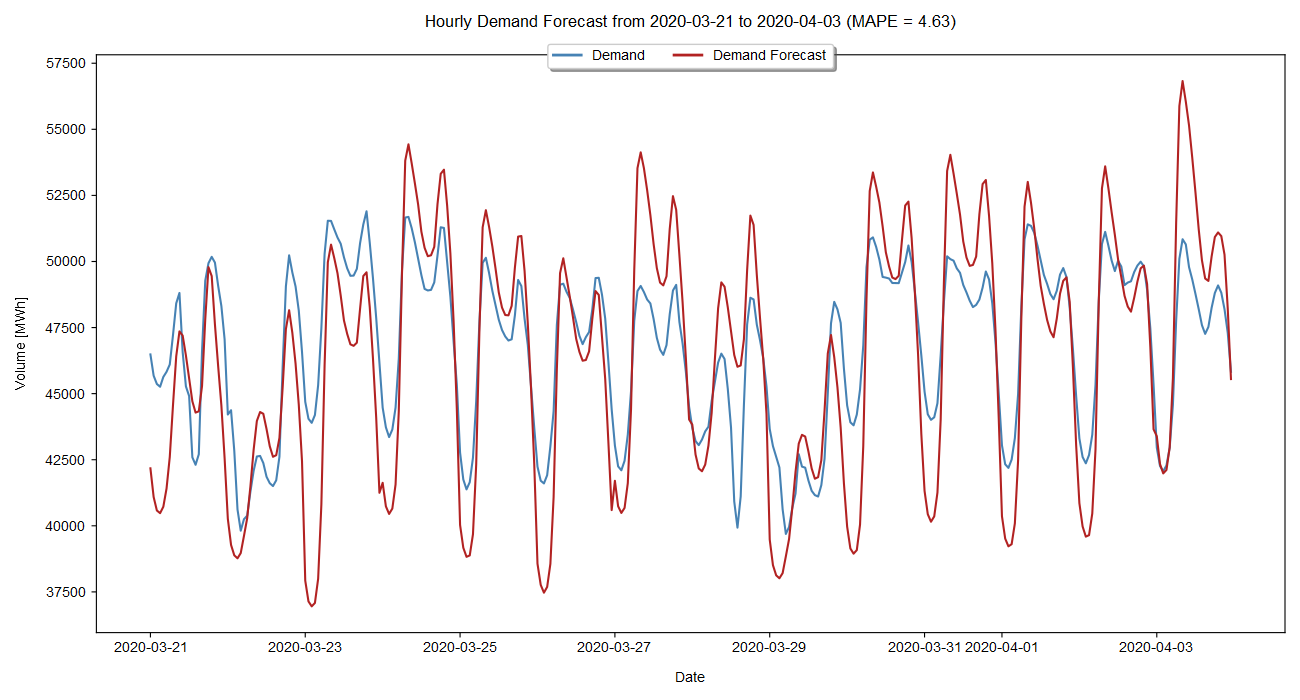 Hourly Demand Forecast from 2020-03-21 to 2020-04-03 (MAPE = 4.63)
Demand Demand Forecast
57500
55000
52500
50000
47500
45000
42500
40000
37500
Volume [MWh]
2020-03-21 2020-03-23 2020-03-25 2020-03-27 2020-03-29 2020-03-31 2020-04-01 2020-04-03
Date